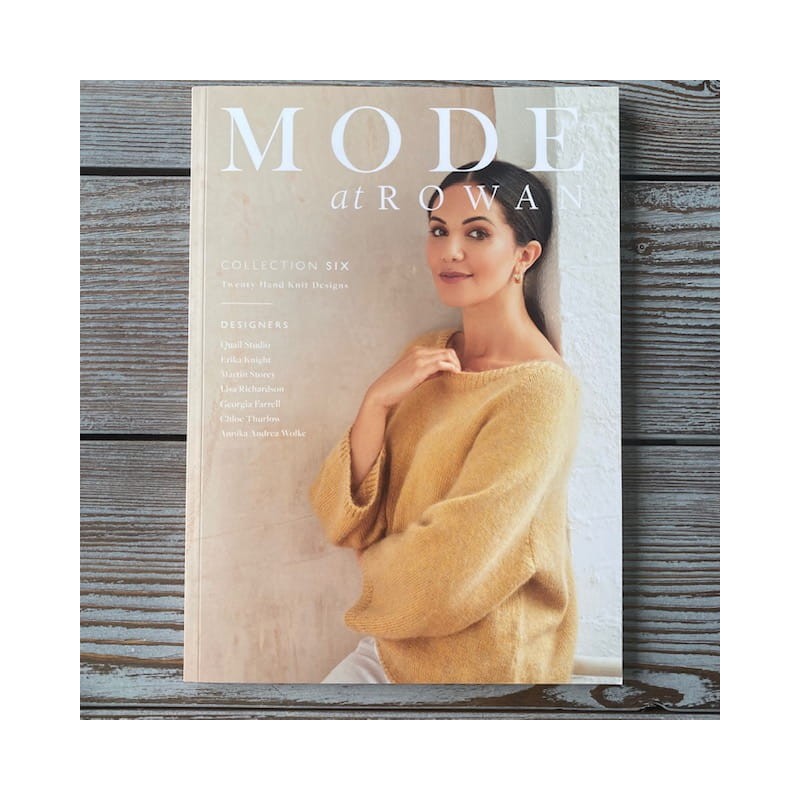 MODE
at ROWAN
COLLECTION SIX
Twenty Hand Knit Designs
DESIGNERS
Quail Studio
Erika Knight
Martin Storey
Lisa Richardson
Georgia Farrell
Chloe Thurlow
Annika Andrea Wolke